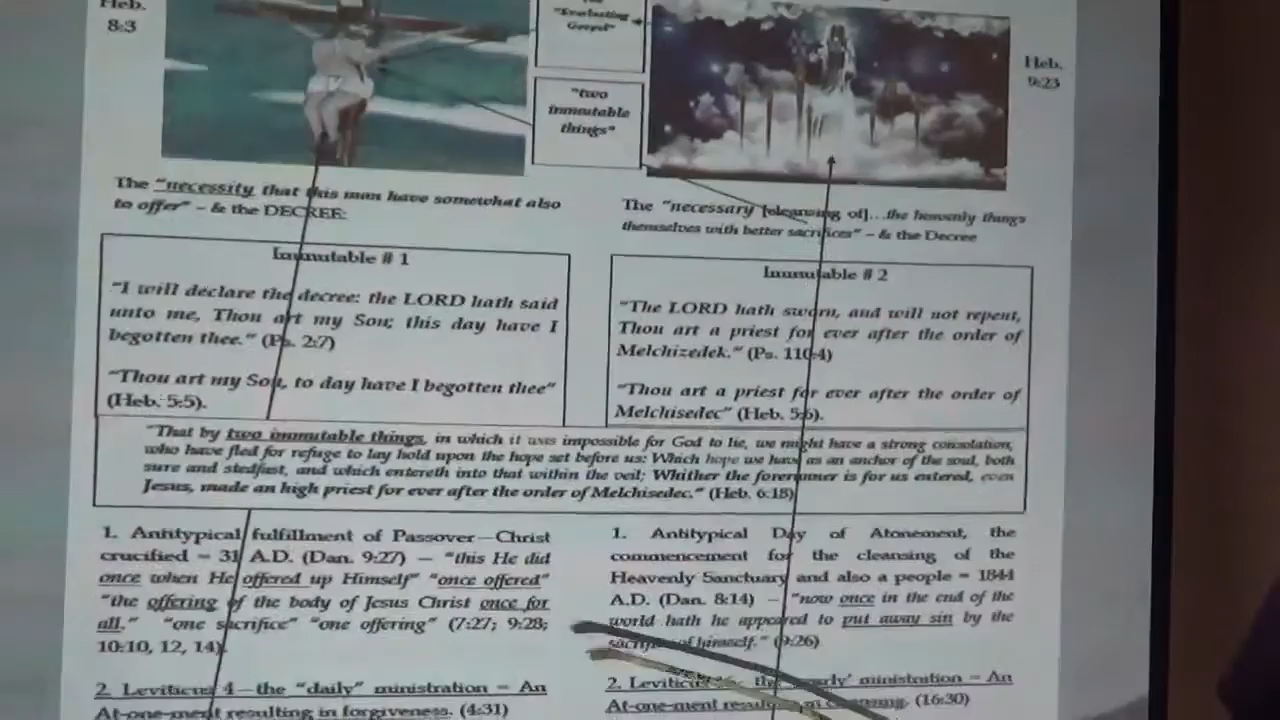 Heb.
8:3
"Everlasting
Gospel"
"two
immutable
things"
Heb.
9:23
The "necessity that this man have somewhat also
to offer" – & the DECREE:
The "necessary [cleansing of]...the heavenly things
themselves with better sacrifices" – & the Decree
Immutable # 1
"I will declare the decree: the LORD hath said
unto me, Thou art my Son; this day have I
begotten thee." (Ps. 2:7)
"Thou art my Son, to day have I begotten thee"
(Heb. 5:5).
Immutable # 2
"The LORD hath sworn, and will not repent,
Thou art a priest for ever after the order of
Melchizedek." (Ps. 110:4)
"Thou art a priest for ever after the order of
Melchisedec" (Heb. 5:6).
"That by two immutable things, in which it was impossible for God to lie, we might have a strong consolation,
who have fled for refuge to lay hold upon the hope set before us: Which hope we have as an anchor of the soul, both
sure and stedfast, and which entereth into that within the veil; Whither the forerunner is for us entered, even
Jesus, made an high priest for ever after the order of Melchisedec." (Heb. 6:18)
1. Antitypical fulfillment of Passover—Christ
crucified = 31 A.D. (Dan. 9:27) – "this He did
once when He offered up Himself" "once offered"
"the offering of the body of Jesus Christ once for
all." "one sacrifice" "one offering" (7:27; 9:28;
10:10, 12, 14).
2. Leviticus 4—the "daily" ministration = An
At-one-ment resulting in forgiveness. (4:31)
1. Antitypical Day of Atonement, the
commencement for the cleansing of the
Heavenly Sanctuary and also a people = 1844
A.D. (Dan. 8:14) – "now once in the end of the
world hath he appeared to put away sin by the
sacrifice of himself." (9:26)
2. Leviticus the 'yearly' ministration = An
At-one-ment resulting in cleansing. (16:30)